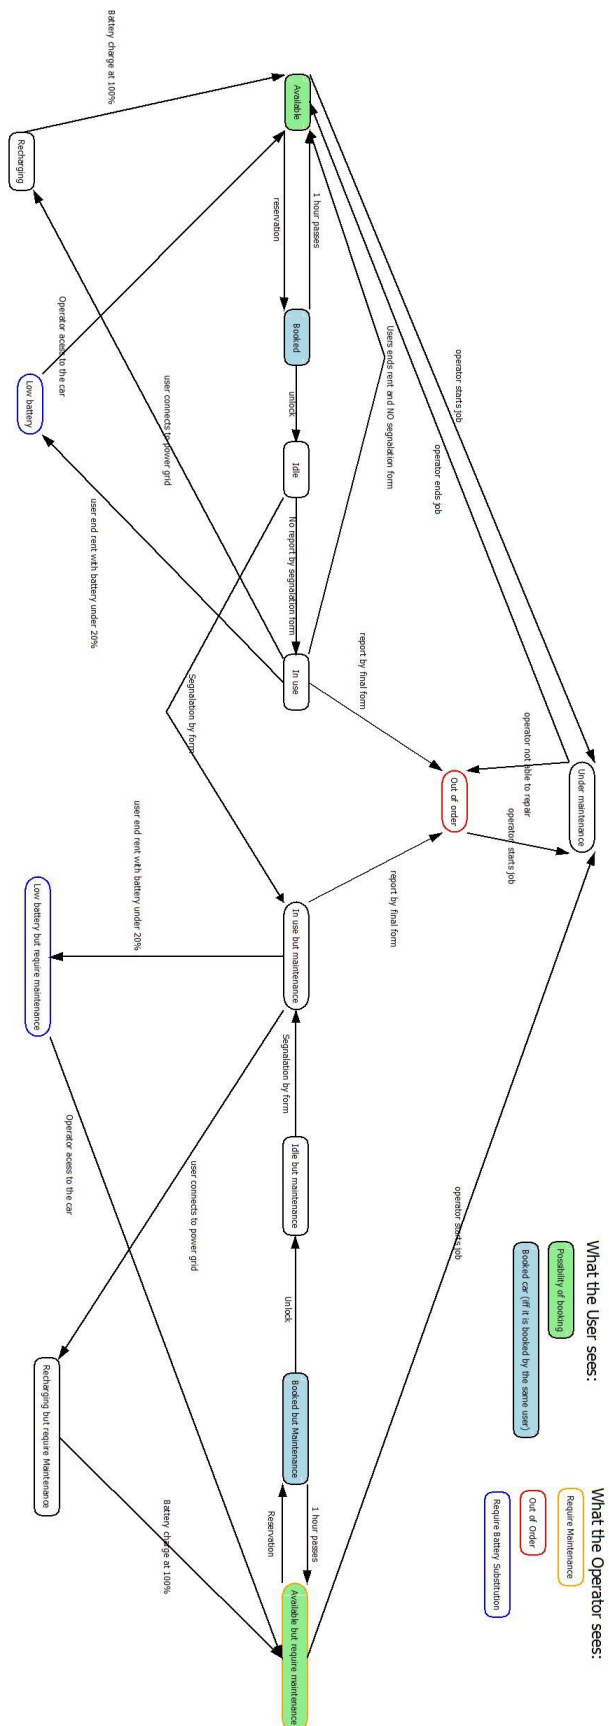 What the User sees:
Possibility of booking
Booked car (iff it is booked by the same user)
What the Operator sees:
Require Maintenance
Out of Order
Require Battery Substitution
Under maintenance
operator starts job
operator ends job
operator not able to repair
operator starts job
operator starts job
Out of order
report by final form
report by final form
Users ends rent and NO segnalation form
1 hour passes
Available
reservation
Booked
unlock
Idle
No report by segnalation form
In use
Segnalation by form
In use but maintenance
Segnalation by form
Idle but maintenance
Unlock
Booked but Maintenance
1 hour passes
Reservation
Available but require maintenance
Battery charge at 100%
Recharging
Operator acess to the car
user connects to power grid
Low battery
user end rent with battery under 20%
user end rent with battery under 20%
Low battery but require maintenance
Operator acess to the car
user connects to power grid
Recharging but require Maintenance
Battery charge at 100%